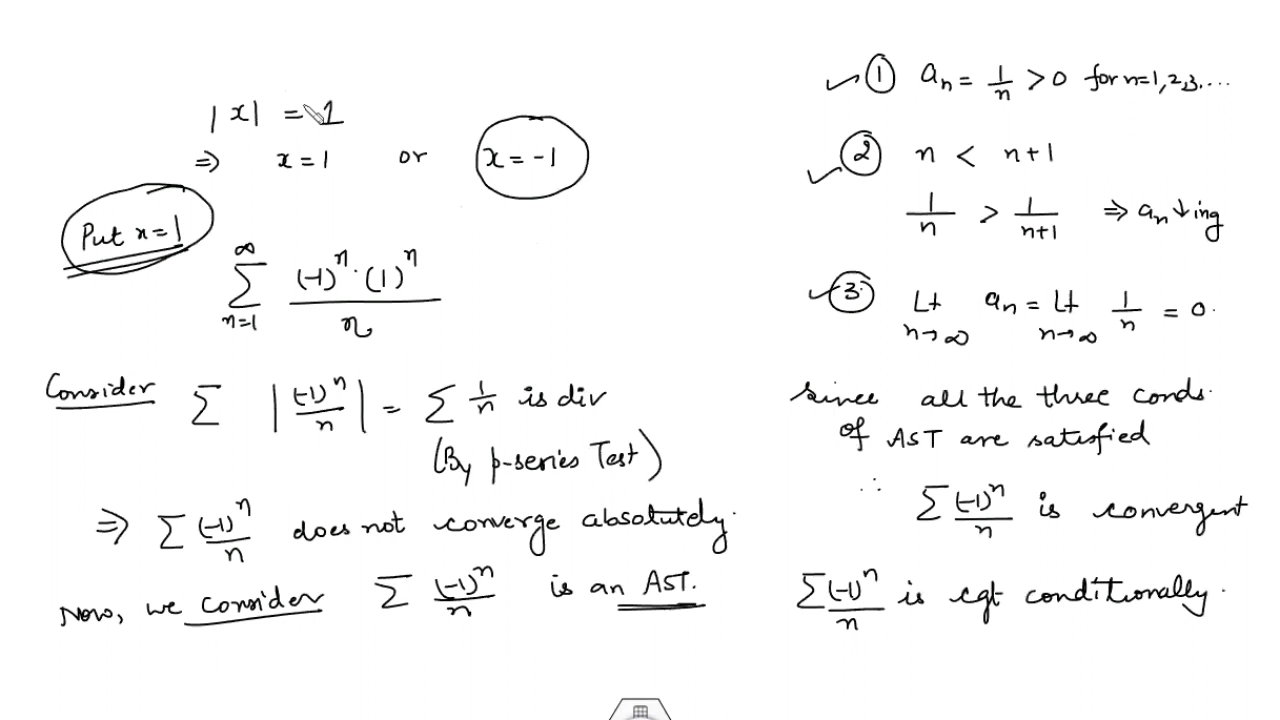 |x| = 1
⇒ x = 1 or x = -1
Put x = 1
∞
∑ (-1)^n · (1)^n / n
n=1
Consider ∑ |(-1)^n / n| = ∑ 1/n is div
(By p-series Test)
⇒ ∑ (-1)^n / n does not converge absolutely.
Now, we consider ∑ (-1)^n / n is an AST.
✓ ① a_n = 1/n > 0 for n=1,2,3....
✓ ② n < n+1
1/n > 1/(n+1) ⇒ a_n ↓ing
✓ ③ Lt n→∞ a_n = Lt n→∞ 1/n = 0.
since all the three conds.
of AST are satisfied
∴ ∑ (-1)^n / n is convergent
∑ (-1)^n / n is cgt conditionally.